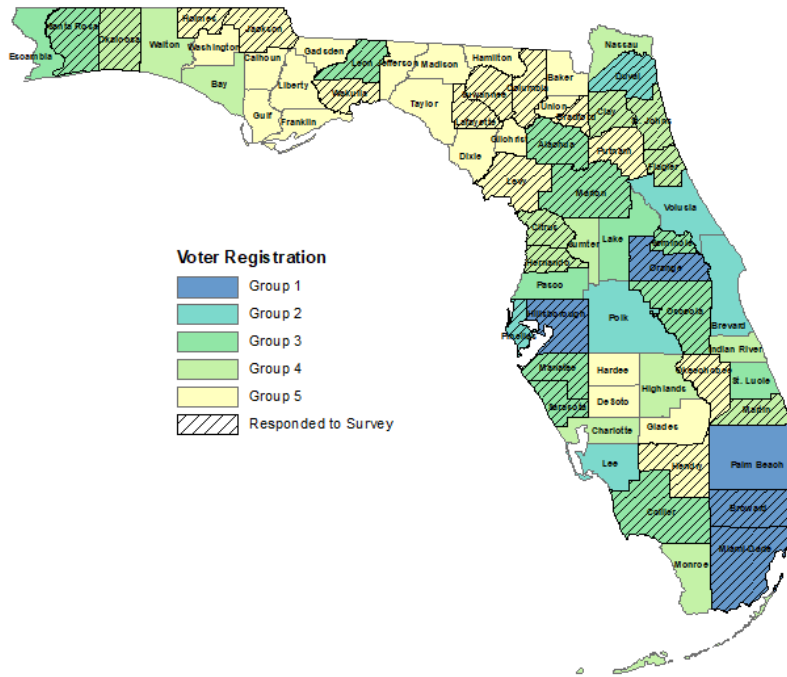 Nassau
Holmes
Jackson
Santa Rosa
Okaloosa
Walton
Washington
Gadsden
Hamilton
Escambia
Calhoun
Leon
Jefferson
Madison
Baker
Duval
Bay
Liberty
Wakulla
Suwannee
Columbia
Taylor
Lafayette
Union
Bradford
Clay
St. Johns
Gulf
Franklin
Gilchrist
Alachua
Putnam
Dixie
Flagler
Levy
Marion
Volusia
Citrus
Sumter
Lake
Seminole
Hernando
Orange
Voter Registration
Group 1
Group 2
Group 3
Group 4
Group 5
Responded to Survey
Pasco
Hillsborough
Osceola
Pinellas
Polk
Brevard
Indian River
Manatee
Hardee
Okeechobee
Highlands
St. Lucie
Sarasota
DeSoto
Martin
Charlotte
Glades
Lee
Hendry
Palm Beach
Collier
Broward
Miami-Dade
Monroe